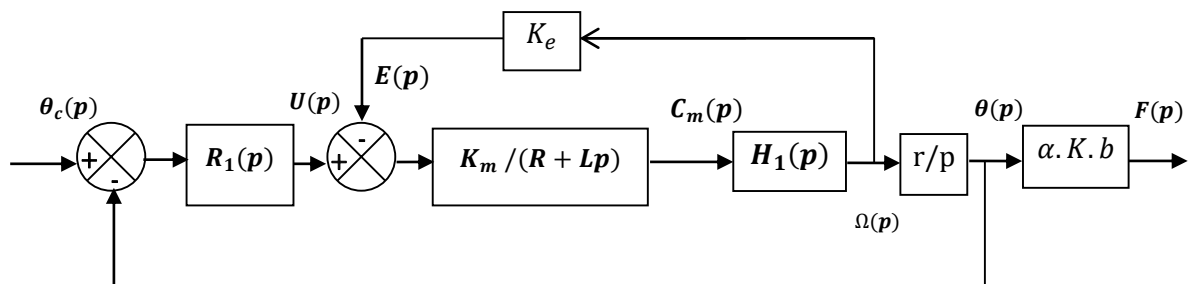 K_e
E(p)
θ_c(p)
U(p)
C_m(p)
θ(p)
F(p)
+
-
R_1(p)
+
-
K_m /(R + Lp)
H_1(p)
r/p
α. K. b
Ω(p)